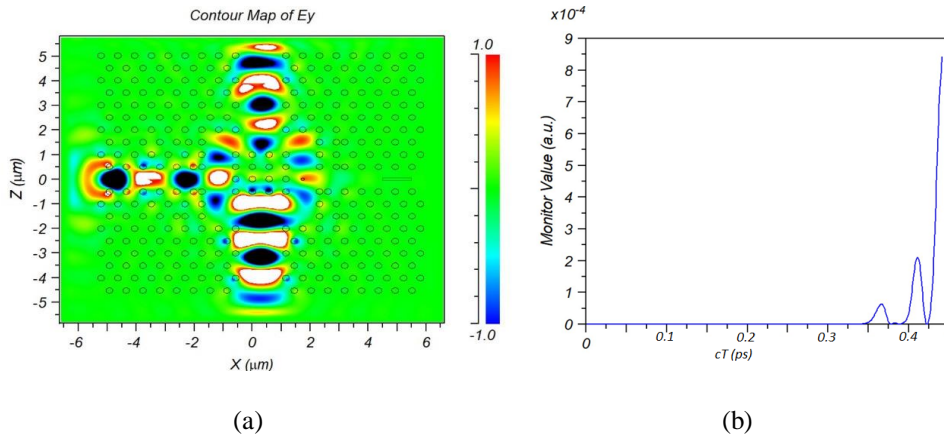 Contour Map of Ey
1.0
-1.0
Z (μm)
5
4
3
2
1
0
-1
-2
-3
-4
-5
-6 -4 -2 0 2 4 6
X (μm)
(a)
x10-4
Monitor Value (a.u.)
9
8
7
6
5
4
3
2
1
0
0 0.1 0.2 0.3 0.4
cT (ps)
(b)